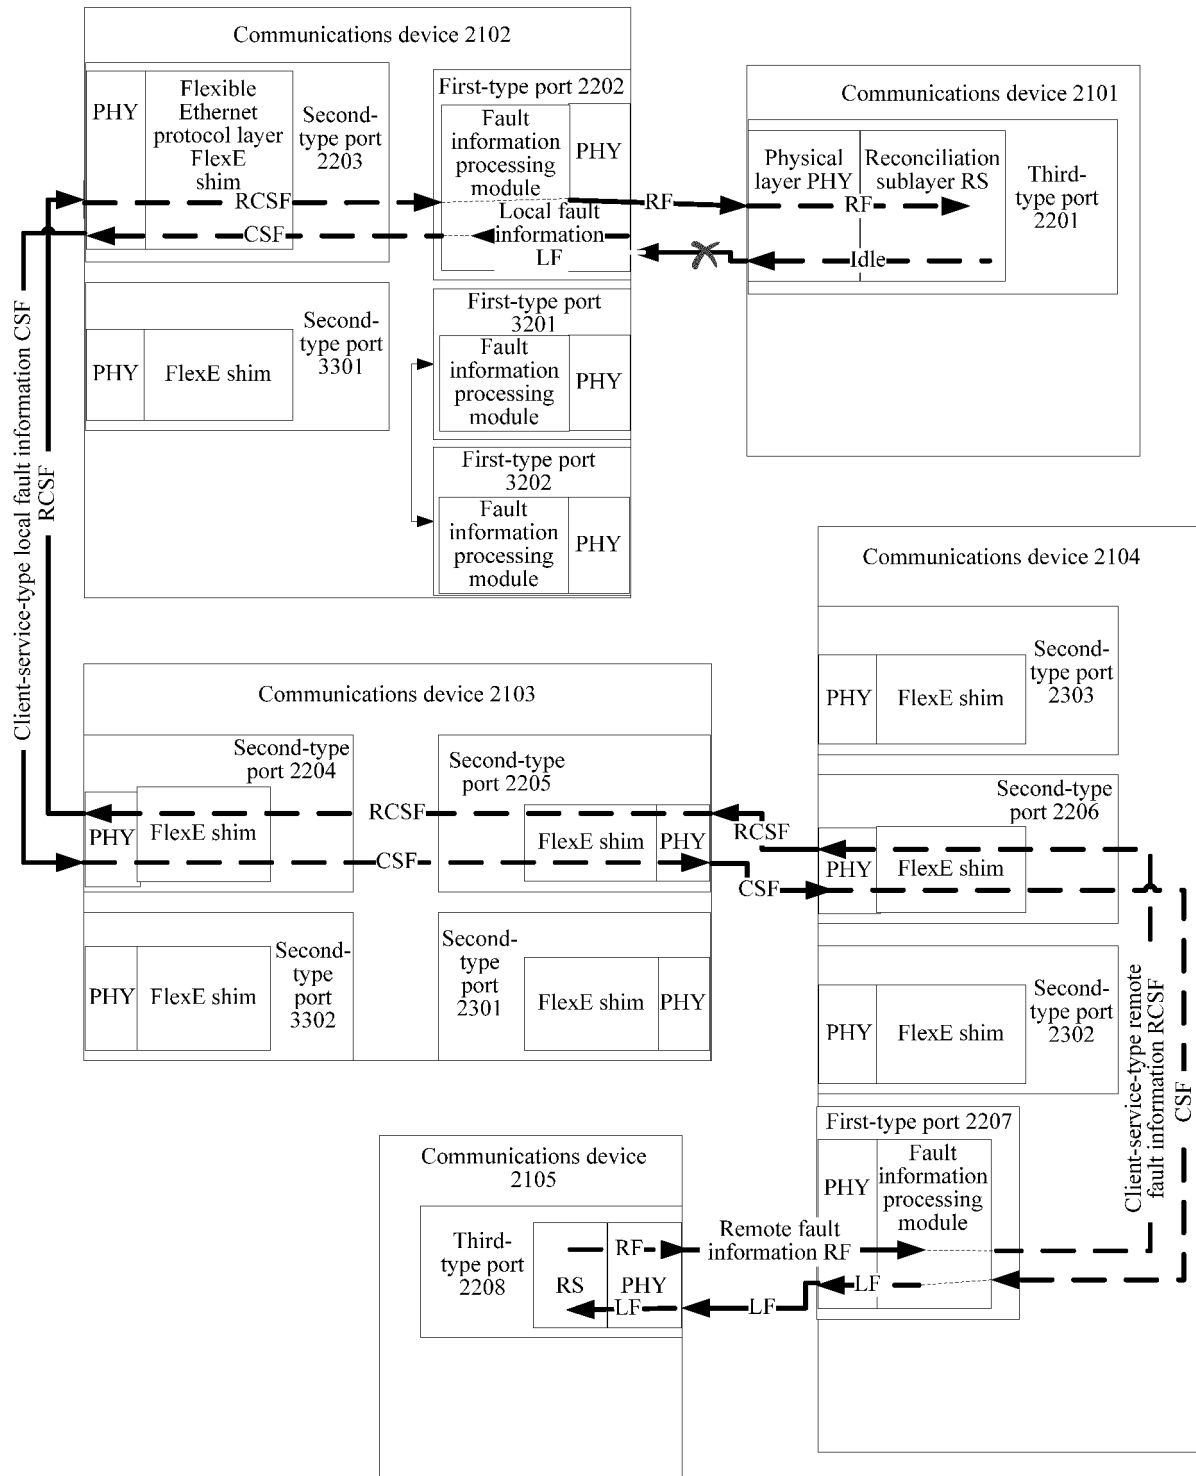 Communications device 2102
PHY
Flexible
Ethernet
protocol layer
FlexE
shim
Second-
type port
2203
First-type port 2202
Fault
information
processing
module
PHY
RCSF
CSF
Local fault
information
LF
RF
Communications device 2101
Physical
layer PHY
Reconciliation
sublayer RS
Third-
type port
2201
RF
Idle
PHY
FlexE shim
Second-
type port
3301
First-type port
3201
Fault
information
processing
module
PHY
First-type port
3202
Fault
information
processing
module
PHY
Client-service-type local fault information CSF
RCSF
Communications device 2103
Second-type
port 2204
PHY
FlexE shim
Second-type
port 2205
FlexE shim
PHY
RCSF
CSF
PHY
FlexE shim
Second-
type
port
3302
Second-
type
port
2301
FlexE shim
PHY
RCSF
CSF
Communications device 2104
PHY
FlexE shim
Second-
type port
2303
Second-type
port 2206
PHY
FlexE shim
PHY
FlexE shim
Second-
type port
2302
Client-service-type remote
fault information RCSF
CSF
First-type port 2207
PHY
Fault
information
processing
module
LF
Communications device
2105
Third-
type port
2208
RS
PHY
RF
LF
Remote fault
information RF
LF